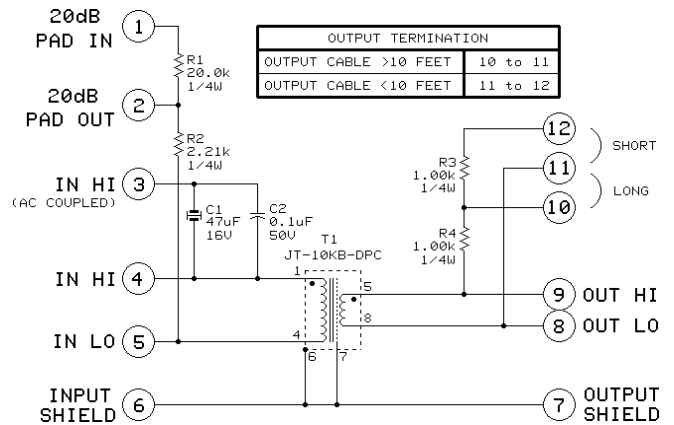 20dB
PAD IN
1
OUTPUT TERMINATION
OUTPUT CABLE >10 FEET 10 to 11
OUTPUT CABLE <10 FEET 11 to 12
R1
20.0k
1/4W
20dB
PAD OUT
2
R2
2.21k
1/4W
12
SHORT
11
LONG
10
R3
1.00k
1/4W
R4
1.00k
1/4W
IN HI
(AC COUPLED)
3
C1
47uF
16V
C2
0.1uF
50V
T1
JT-10KB-DPC
IN HI
4
1
5
9
OUT HI
8
8
OUT LO
IN LO
5
4
6
7
INPUT
SHIELD
6
7
OUTPUT
SHIELD